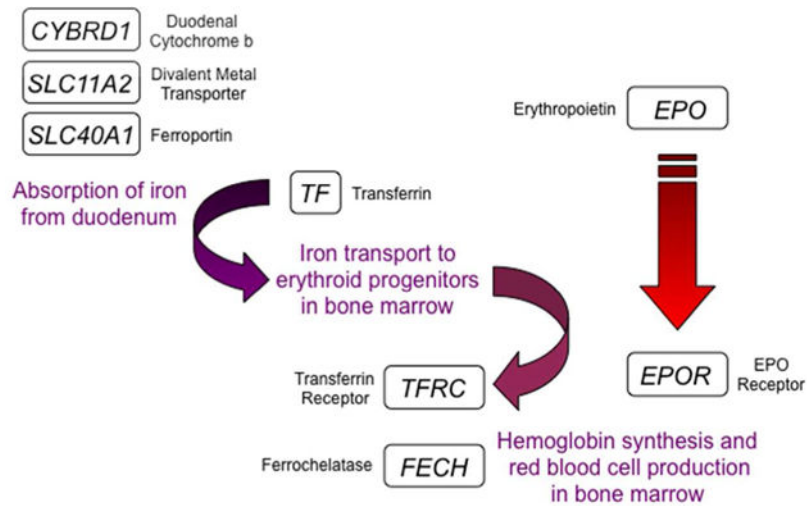 CYBRD1
Duodenal
Cytochrome b
SLC11A2
Divalent Metal
Transporter
SLC40A1
Ferroportin
Erythropoietin
EPO
Absorption of iron
from duodenum
TF
Transferrin
Iron transport to
erythroid progenitors
in bone marrow
Transferrin
Receptor
TFRC
EPOR
EPO
Receptor
Ferrochelatase
FECH
Hemoglobin synthesis and
red blood cell production
in bone marrow